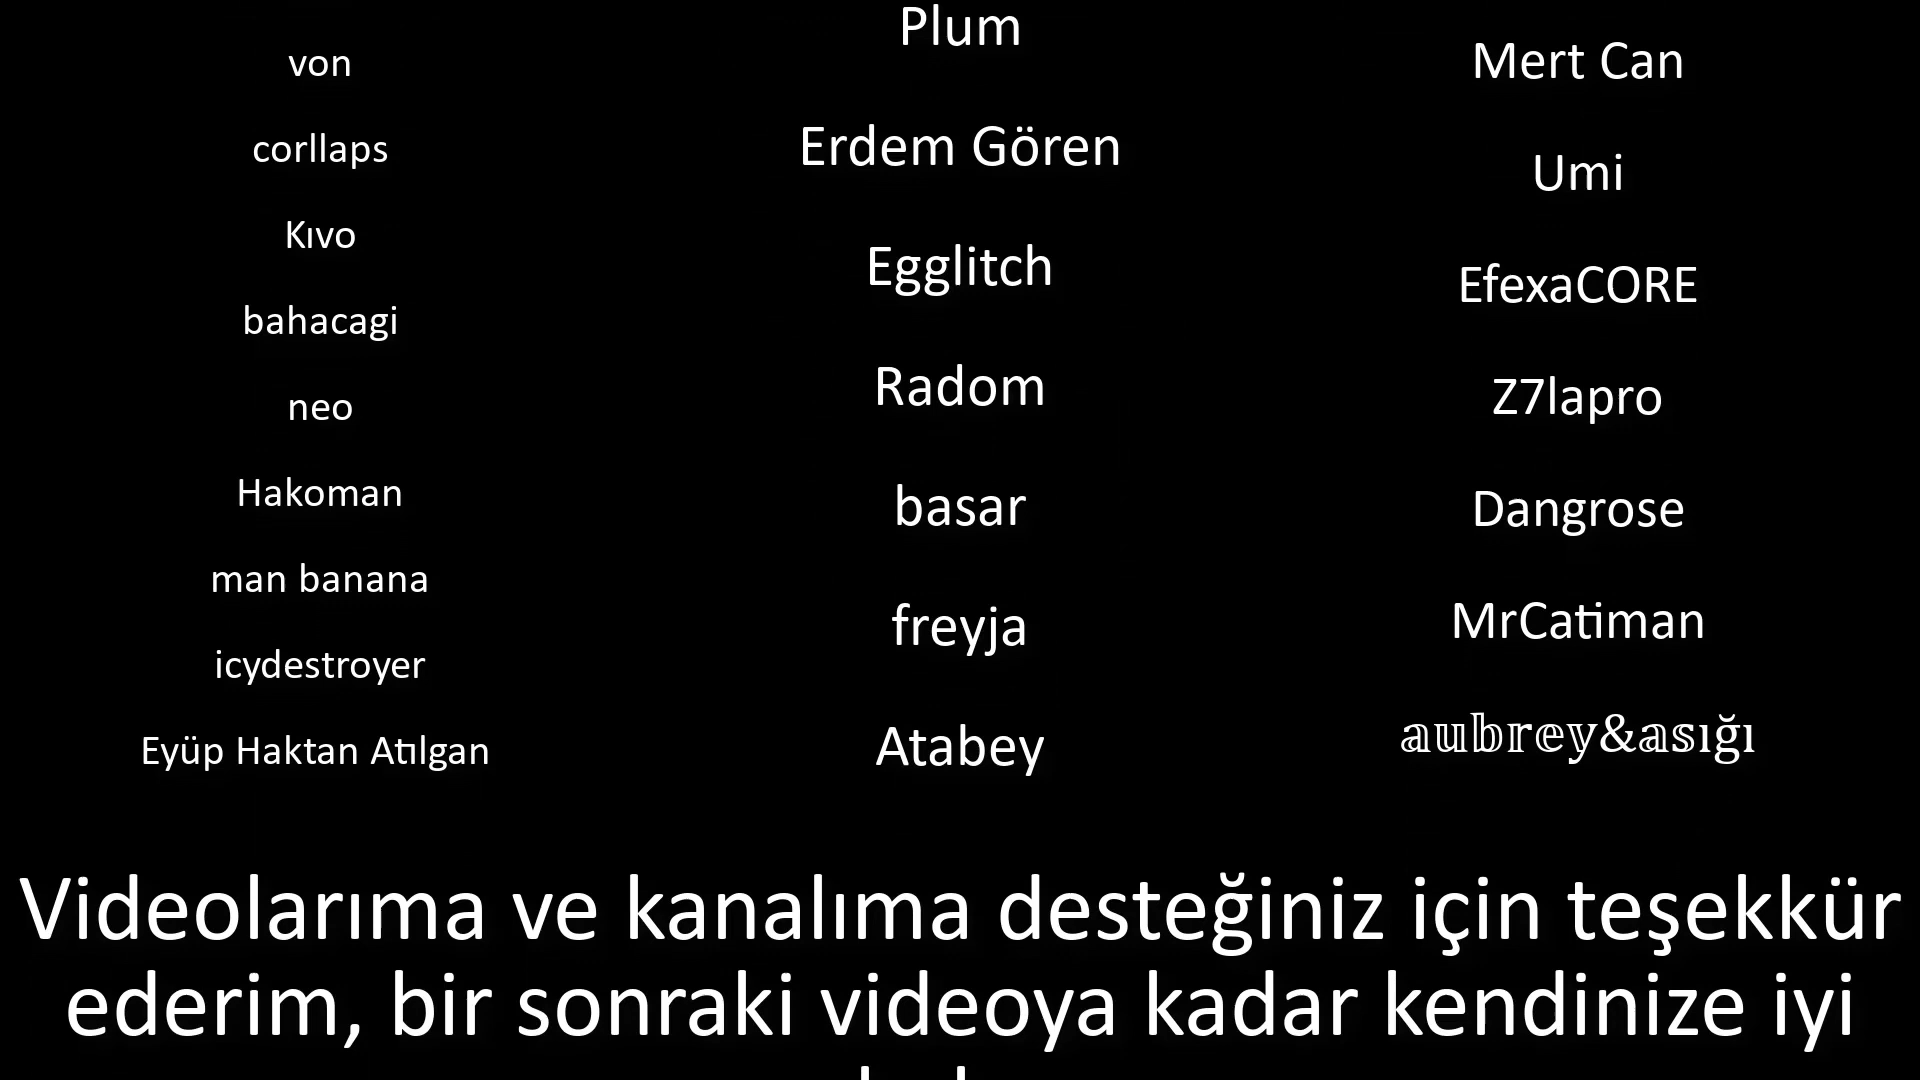 von
corllaps
Kıvo
bahacagi
neo
Hakoman
man banana
icydestroyer
Eyüp Haktan Atılgan
Plum
Erdem Gören
Egglitch
Radom
basar
freyja
Atabey
Mert Can
Umi
EfexaCORE
Z7lapro
Dangrose
MrCatiman
𝕒𝕦𝕓𝕣𝕖𝕪&𝕒𝕤ığı
Videolarıma ve kanalıma desteğiniz için teşekkür
ederim, bir sonraki videoya kadar kendinize iyi